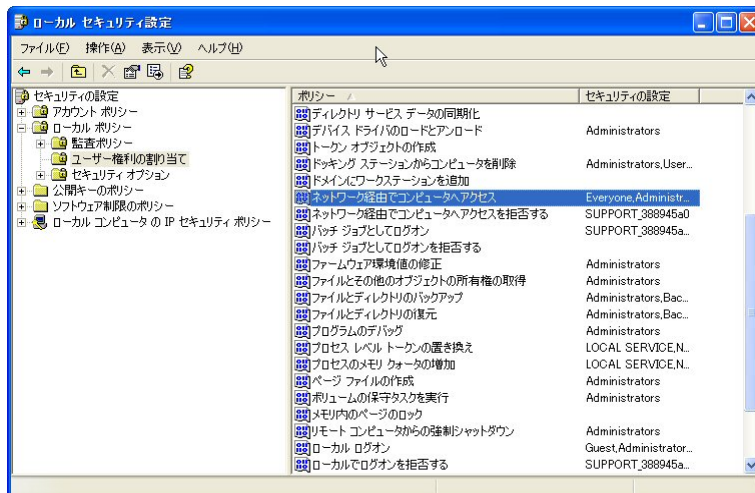 ローカル セキュリティ設定
ファイル(F) 操作(A) 表示(V) ヘルプ(H)
セキュリティの設定
アカウント ポリシー
ローカル ポリシー
監査ポリシー
ユーザー権利の割り当て
セキュリティ オプション
公開キーのポリシー
ソフトウェア制限のポリシー
ローカル コンピュータ の IP セキュリティ ポリシー
ポリシー セキュリティの設定
ディレクトリ サービス データの同期化
デバイス ドライバのロードとアンロード Administrators
トークン オブジェクトの作成
ドッキング ステーションからコンピュータを削除 Administrators,User...
ドメインにワークステーションを追加
ネットワーク経由でコンピュータへアクセス Everyone,Administr...
ネットワーク経由でコンピュータへアクセスを拒否する SUPPORT_388945a0
バッチ ジョブとしてログオン SUPPORT_388945a...
バッチ ジョブとしてログオンを拒否する
ファームウェア環境値の修正 Administrators
ファイルとその他のオブジェクトの所有権の取得 Administrators
ファイルとディレクトリのバックアップ Administrators,Bac...
ファイルとディレクトリの復元 Administrators,Bac...
プログラムのデバッグ Administrators
プロセス レベル トークンの置き換え LOCAL SERVICE,N...
プロセスのメモリ クォータの増加 LOCAL SERVICE,N...
ページ ファイルの作成 Administrators
ボリュームの保守タスクを実行 Administrators
メモリ内のページのロック
リモート コンピュータからの強制シャットダウン Administrators
ローカル ログオン Guest,Administrator...
ローカルでログオンを拒否する SUPPORT_388945a...